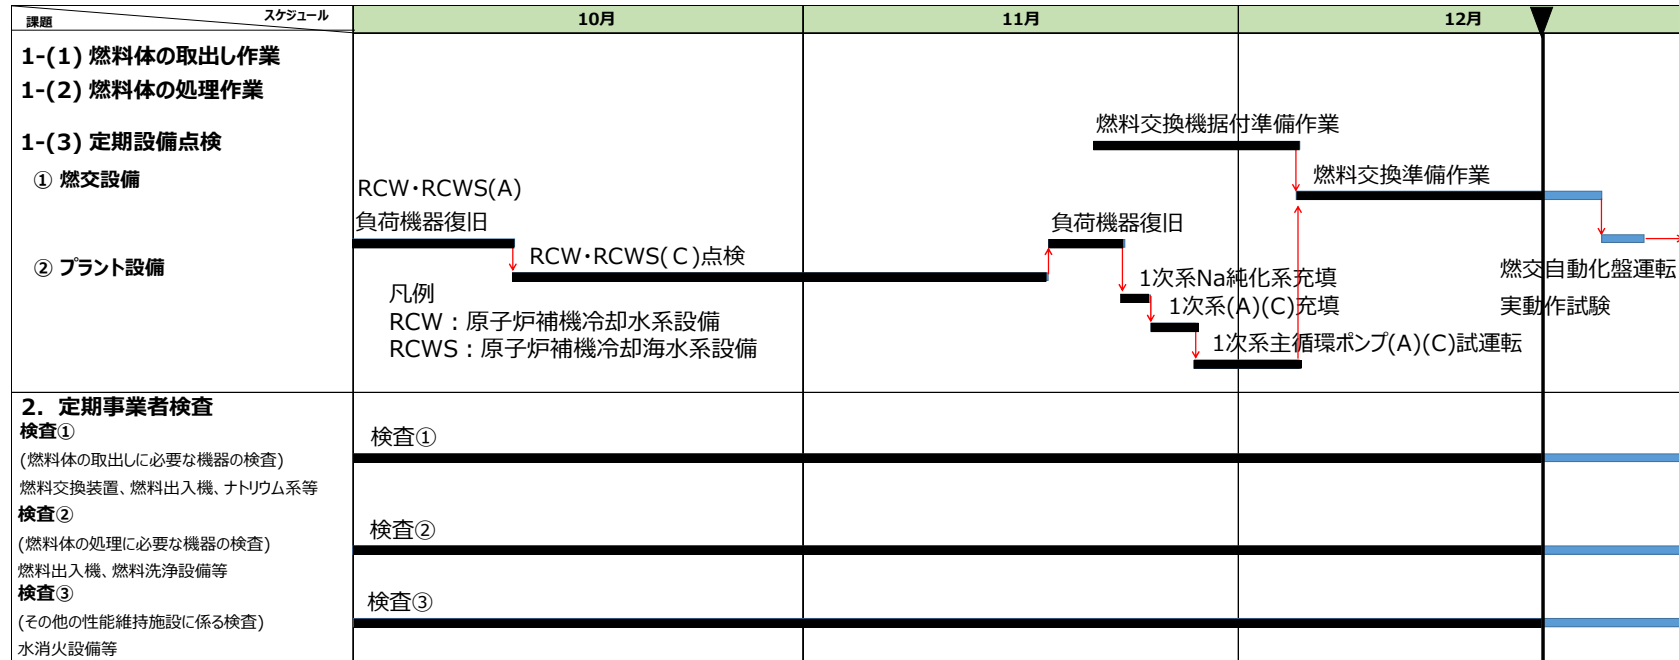 スケジュール
課題
10月
11月
12月
1-(1) 燃料体の取出し作業
1-(2) 燃料体の処理作業
1-(3) 定期設備点検
燃料交換機据付準備作業
① 燃交設備
燃料交換準備作業
RCW・RCWS(A)
負荷機器復旧
負荷機器復旧
② プラント設備
RCW・RCWS(C)点検
燃交自動化盤運転
実動作試験
1次系Na純化系充填
1次系(A)(C)充填
1次系主循環ポンプ(A)(C)試運転
凡例
RCW：原子炉補機冷却水系設備
RCWS：原子炉補機冷却海水系設備
2. 定期事業者検査
検査①
検査①
(燃料体の取出しに必要な機器の検査)
燃料交換装置、燃料出入機、ナトリウム系等
検査②
検査②
(燃料体の処理に必要な機器の検査)
燃料出入機、燃料洗浄設備等
検査③
検査③
(その他の性能維持施設に係る検査)
水消火設備等